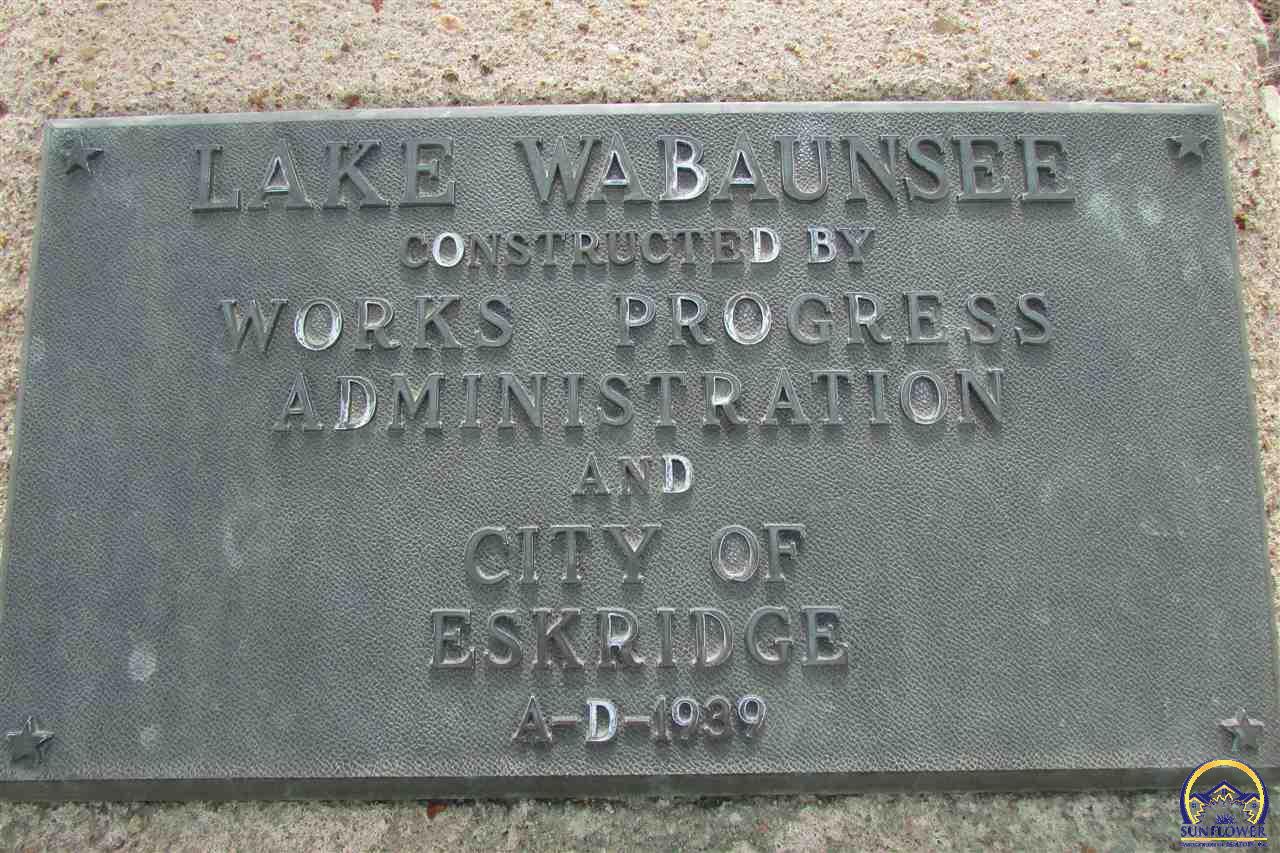 LAKE WABAUNSEE
CONSTRUCTED BY
WORKS PROGRESS
ADMINISTRATION
AND
CITY OF
ESKRIDGE
A-D-1939
SUNFLOWER